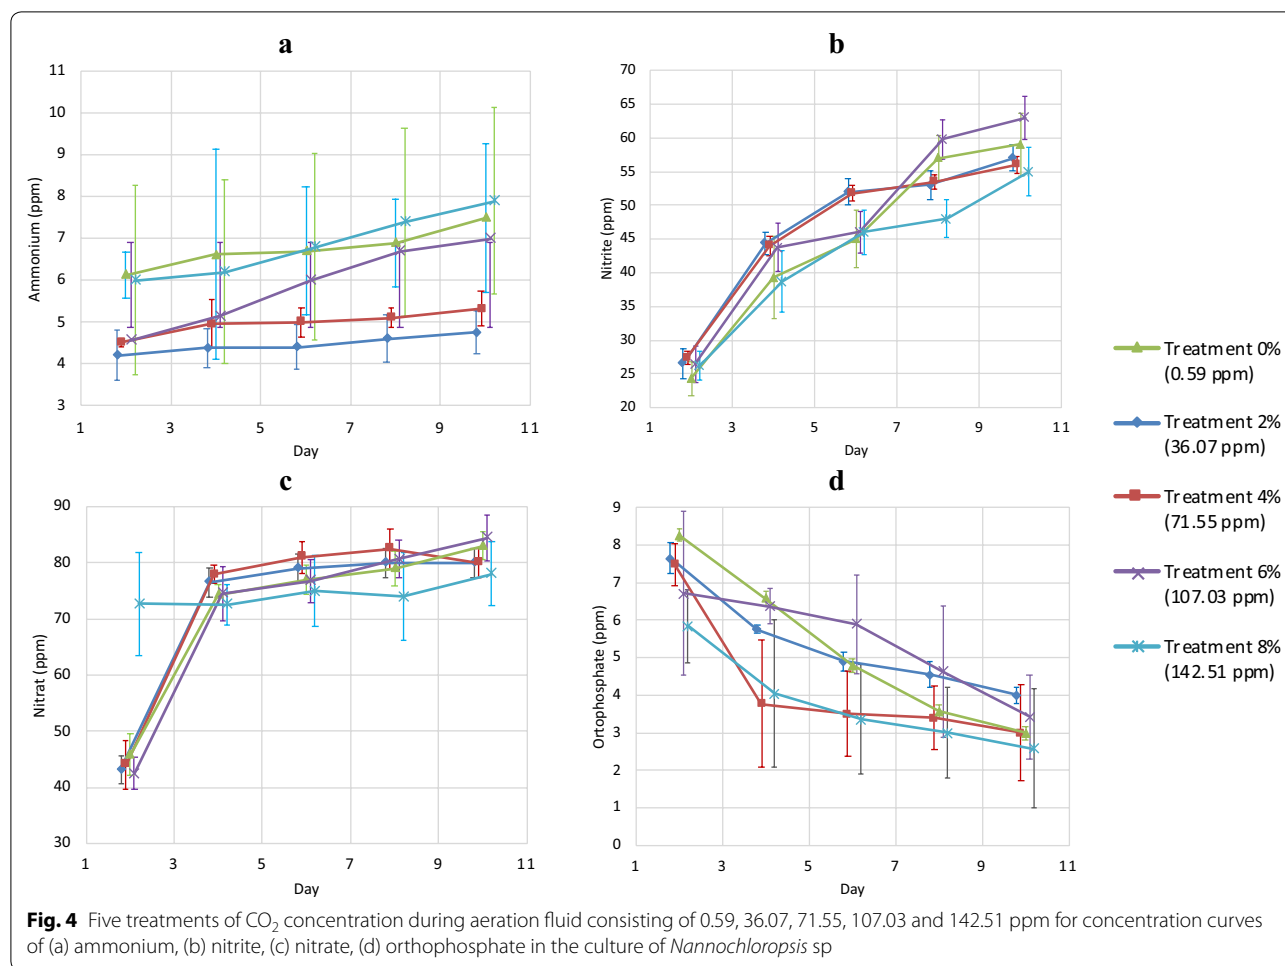 a
11
10
9
8
7
6
5
4
3
Ammonium (ppm)
1 3 5 7 9 11
Day
b
70
65
60
55
50
45
40
35
30
25
20
Nitrite (ppm)
1 3 5 7 9 11
Day
c
90
80
70
60
50
40
30
Nitrat (ppm)
1 3 5 7 9 11
Day
d
9
8
7
6
5
4
3
2
1
0
Ortophosphate (ppm)
1 3 5 7 9 11
Day
Treatment 0%
(0.59 ppm)
Treatment 2%
(36.07 ppm)
Treatment 4%
(71.55 ppm)
Treatment 6%
(107.03 ppm)
Treatment 8%
(142.51 ppm)
Fig. 4 Five treatments of CO₂ concentration during aeration fluid consisting of 0.59, 36.07, 71.55, 107.03 and 142.51 ppm for concentration curves
of (a) ammonium, (b) nitrite, (c) nitrate, (d) orthophosphate in the culture of Nannochloropsis sp